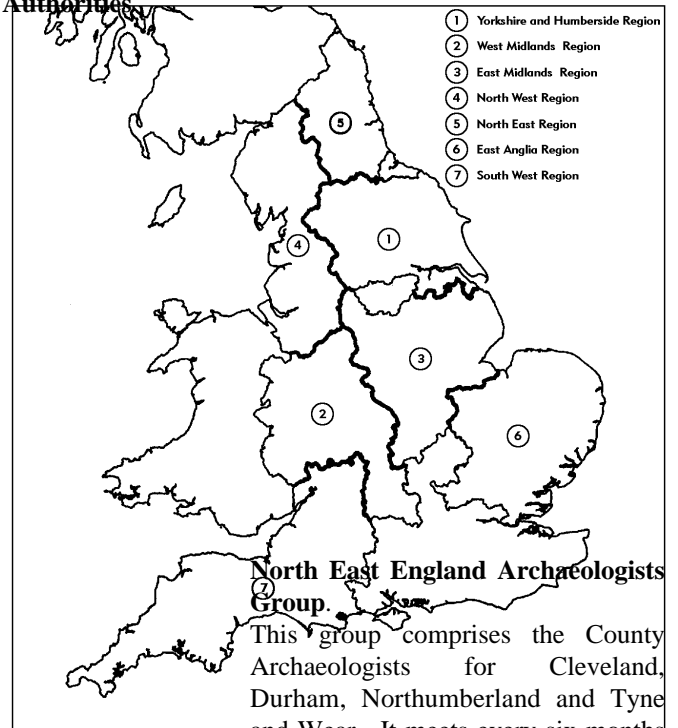 Authorities.
1 Yorkshire and Humberside Region
2 West Midlands Region
3 East Midlands Region
4 North West Region
5 North East Region
6 East Anglia Region
7 South West Region
5
4
1
3
2
6
7
North East England Archaeologists
Group.
This group comprises the County
Archaeologists for Cleveland,
Durham, Northumberland and Tyne
and Wear. It meets every six months